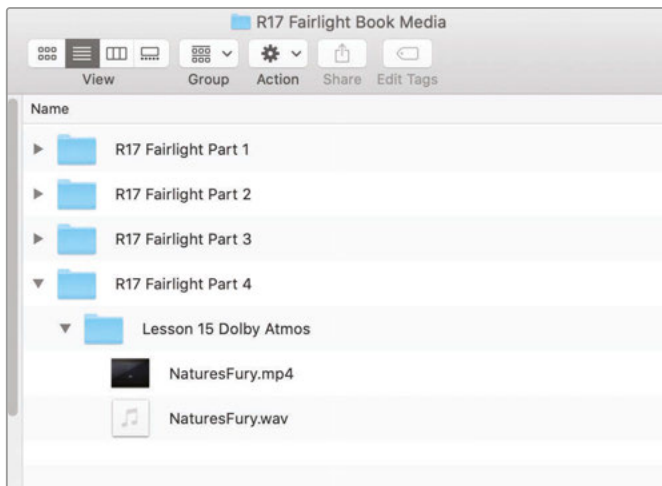 R17 Fairlight Book Media
View Group Action Share Edit Tags
Name
R17 Fairlight Part 1
R17 Fairlight Part 2
R17 Fairlight Part 3
R17 Fairlight Part 4
Lesson 15 Dolby Atmos
NaturesFury.mp4
NaturesFury.wav